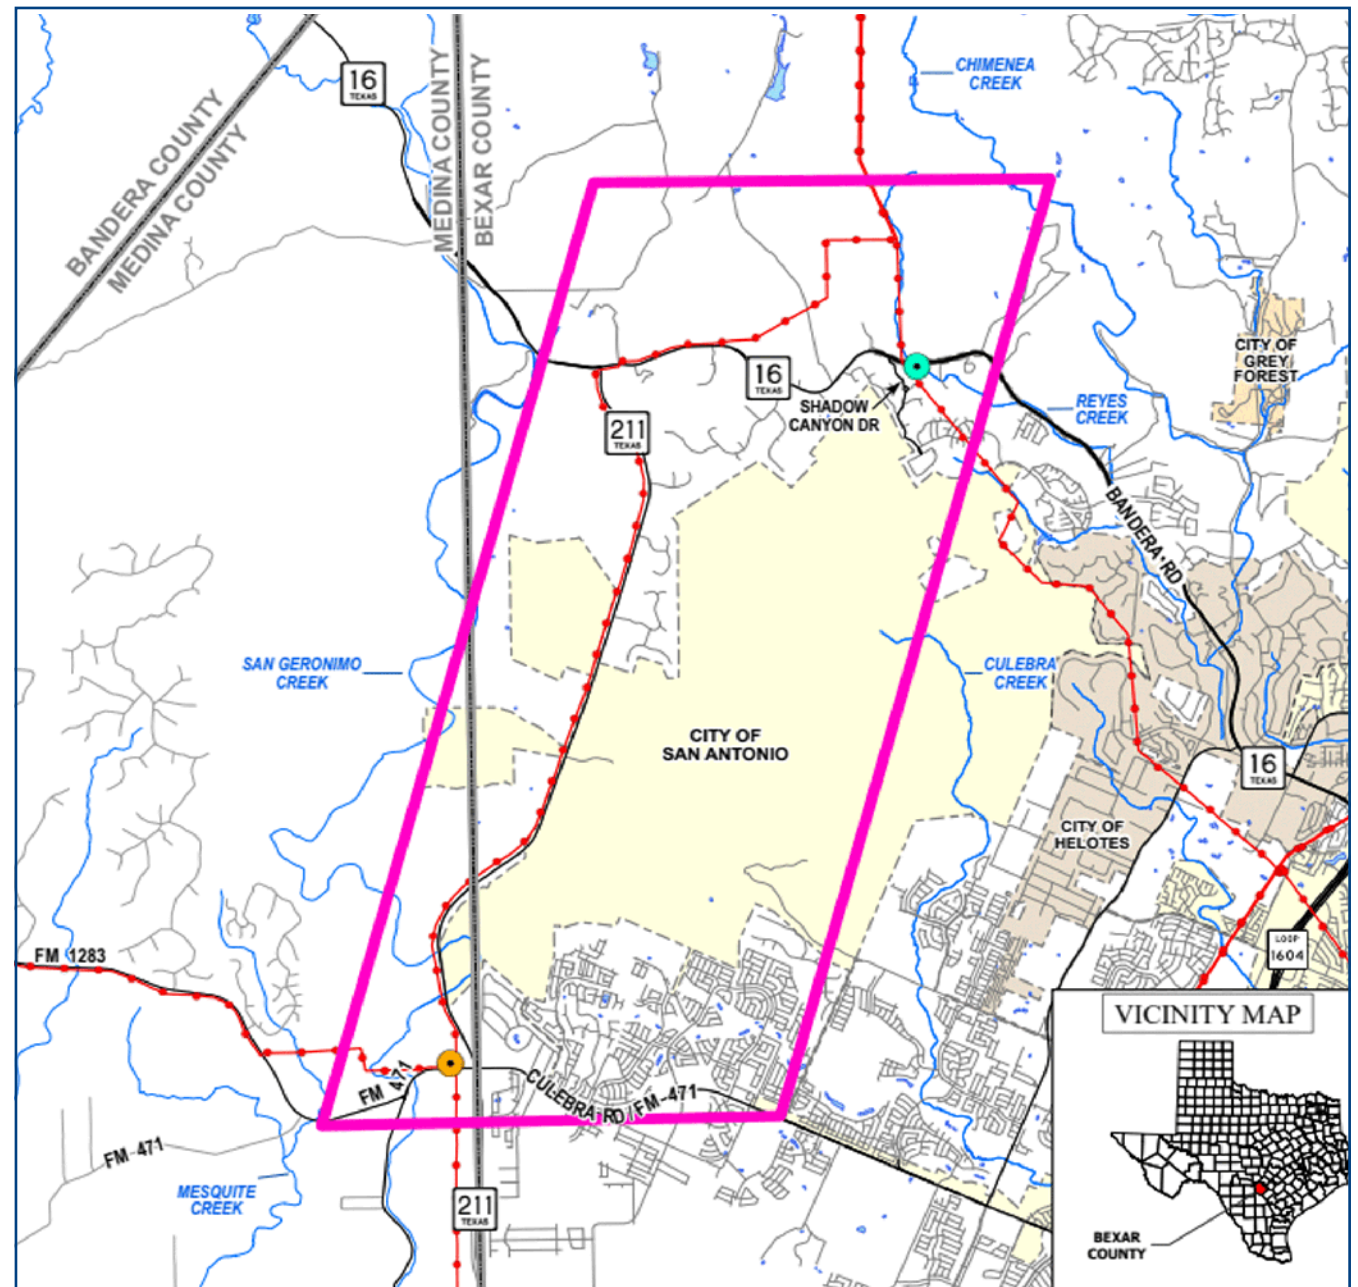 CHIMENEA
CREEK
16
TEXAS
BANDERA COUNTY
MEDINA COUNTY
MEDINA COUNTY
BEXAR COUNTY
CITY OF
GREY
FOREST
16
TEXAS
SHADOW
CANYON DR
REYES
CREEK
211
TEXAS
BANDERA RD
SAN GERONIMO
CREEK
CULEBRA
CREEK
CITY OF
SAN ANTONIO
16
TEXAS
CITY OF
HELOTES
FM 1283
LOOP
1604
FM 471
CULEBRA RD/FM-471
FM-471
MESQUITE
CREEK
211
TEXAS
VICINITY MAP
BEXAR
COUNTY